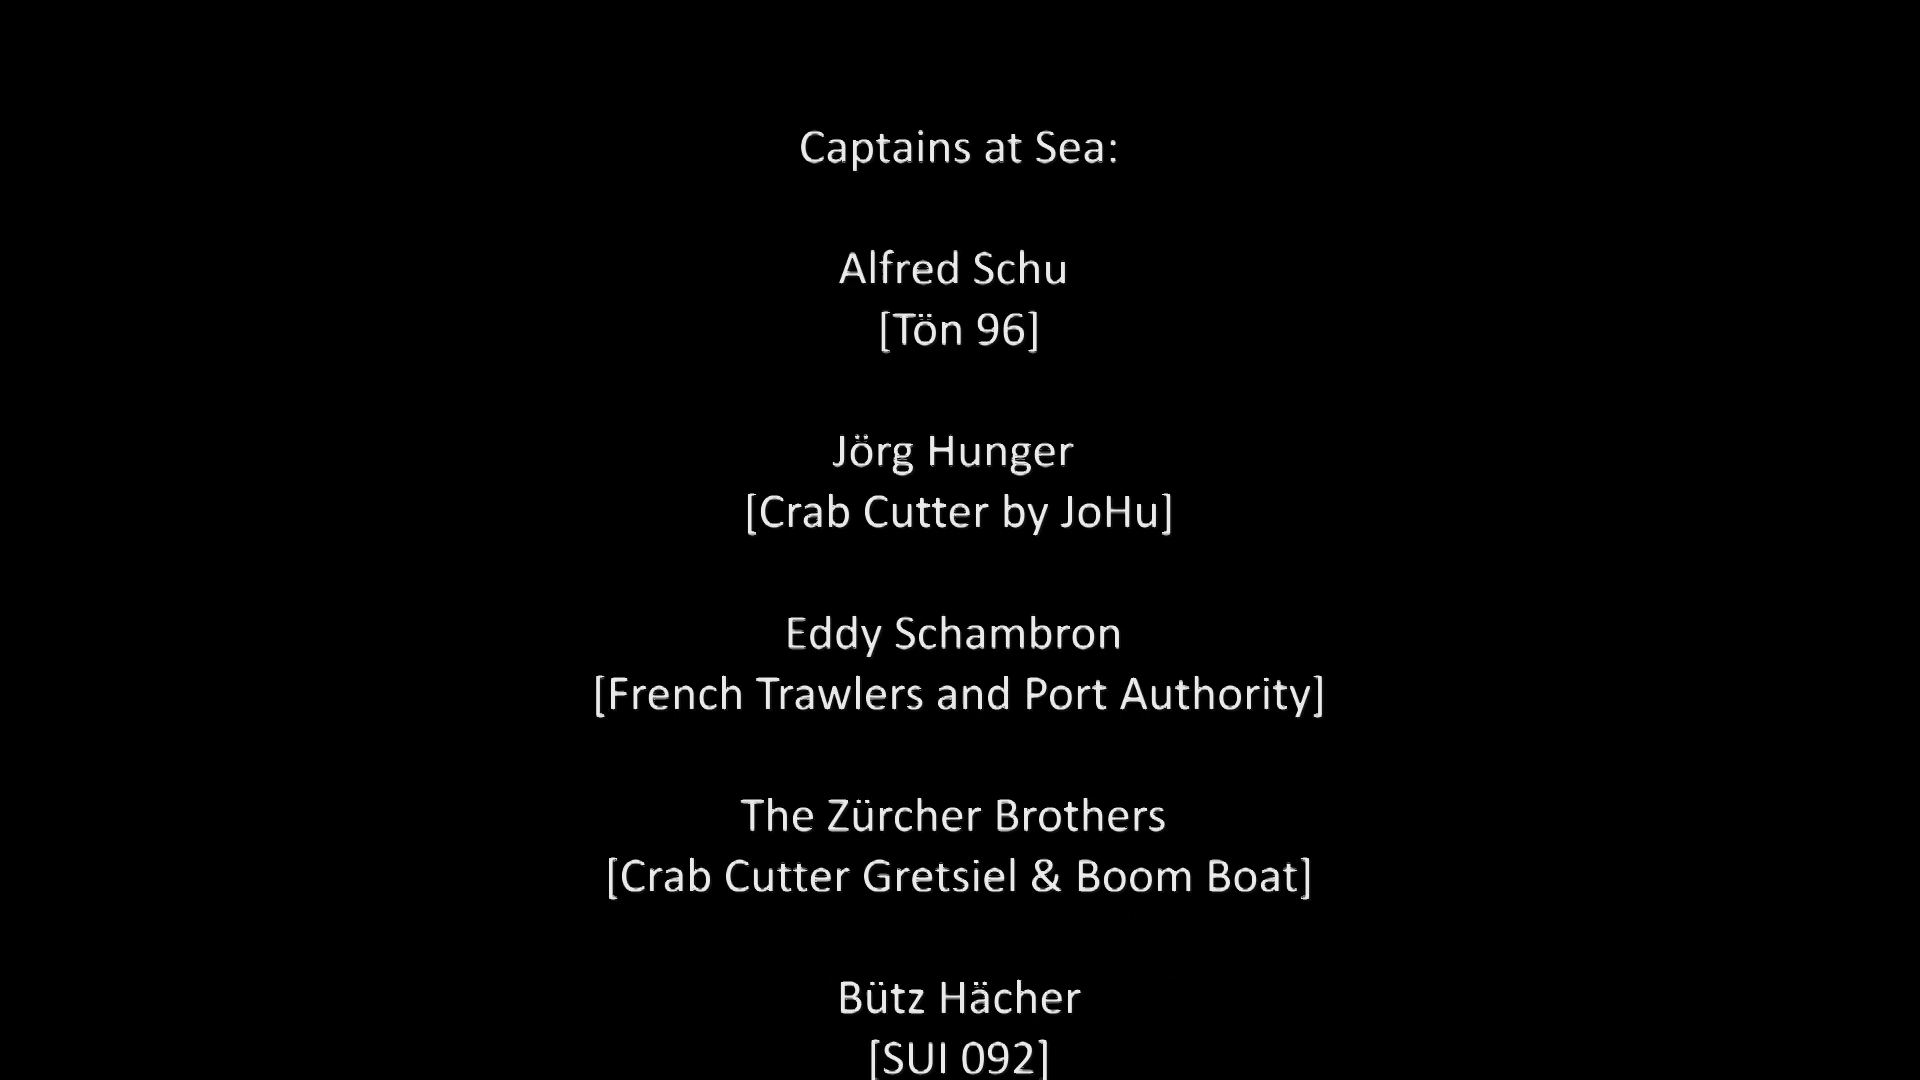 Captains at Sea:
Alfred Schu
[Tön 96]
Jörg Hunger
[Crab Cutter by JoHu]
Eddy Schambron
[French Trawlers and Port Authority]
The Zürcher Brothers
[Crab Cutter Gretsiel & Boom Boat]
Bütz Hächer
[SUI 092]